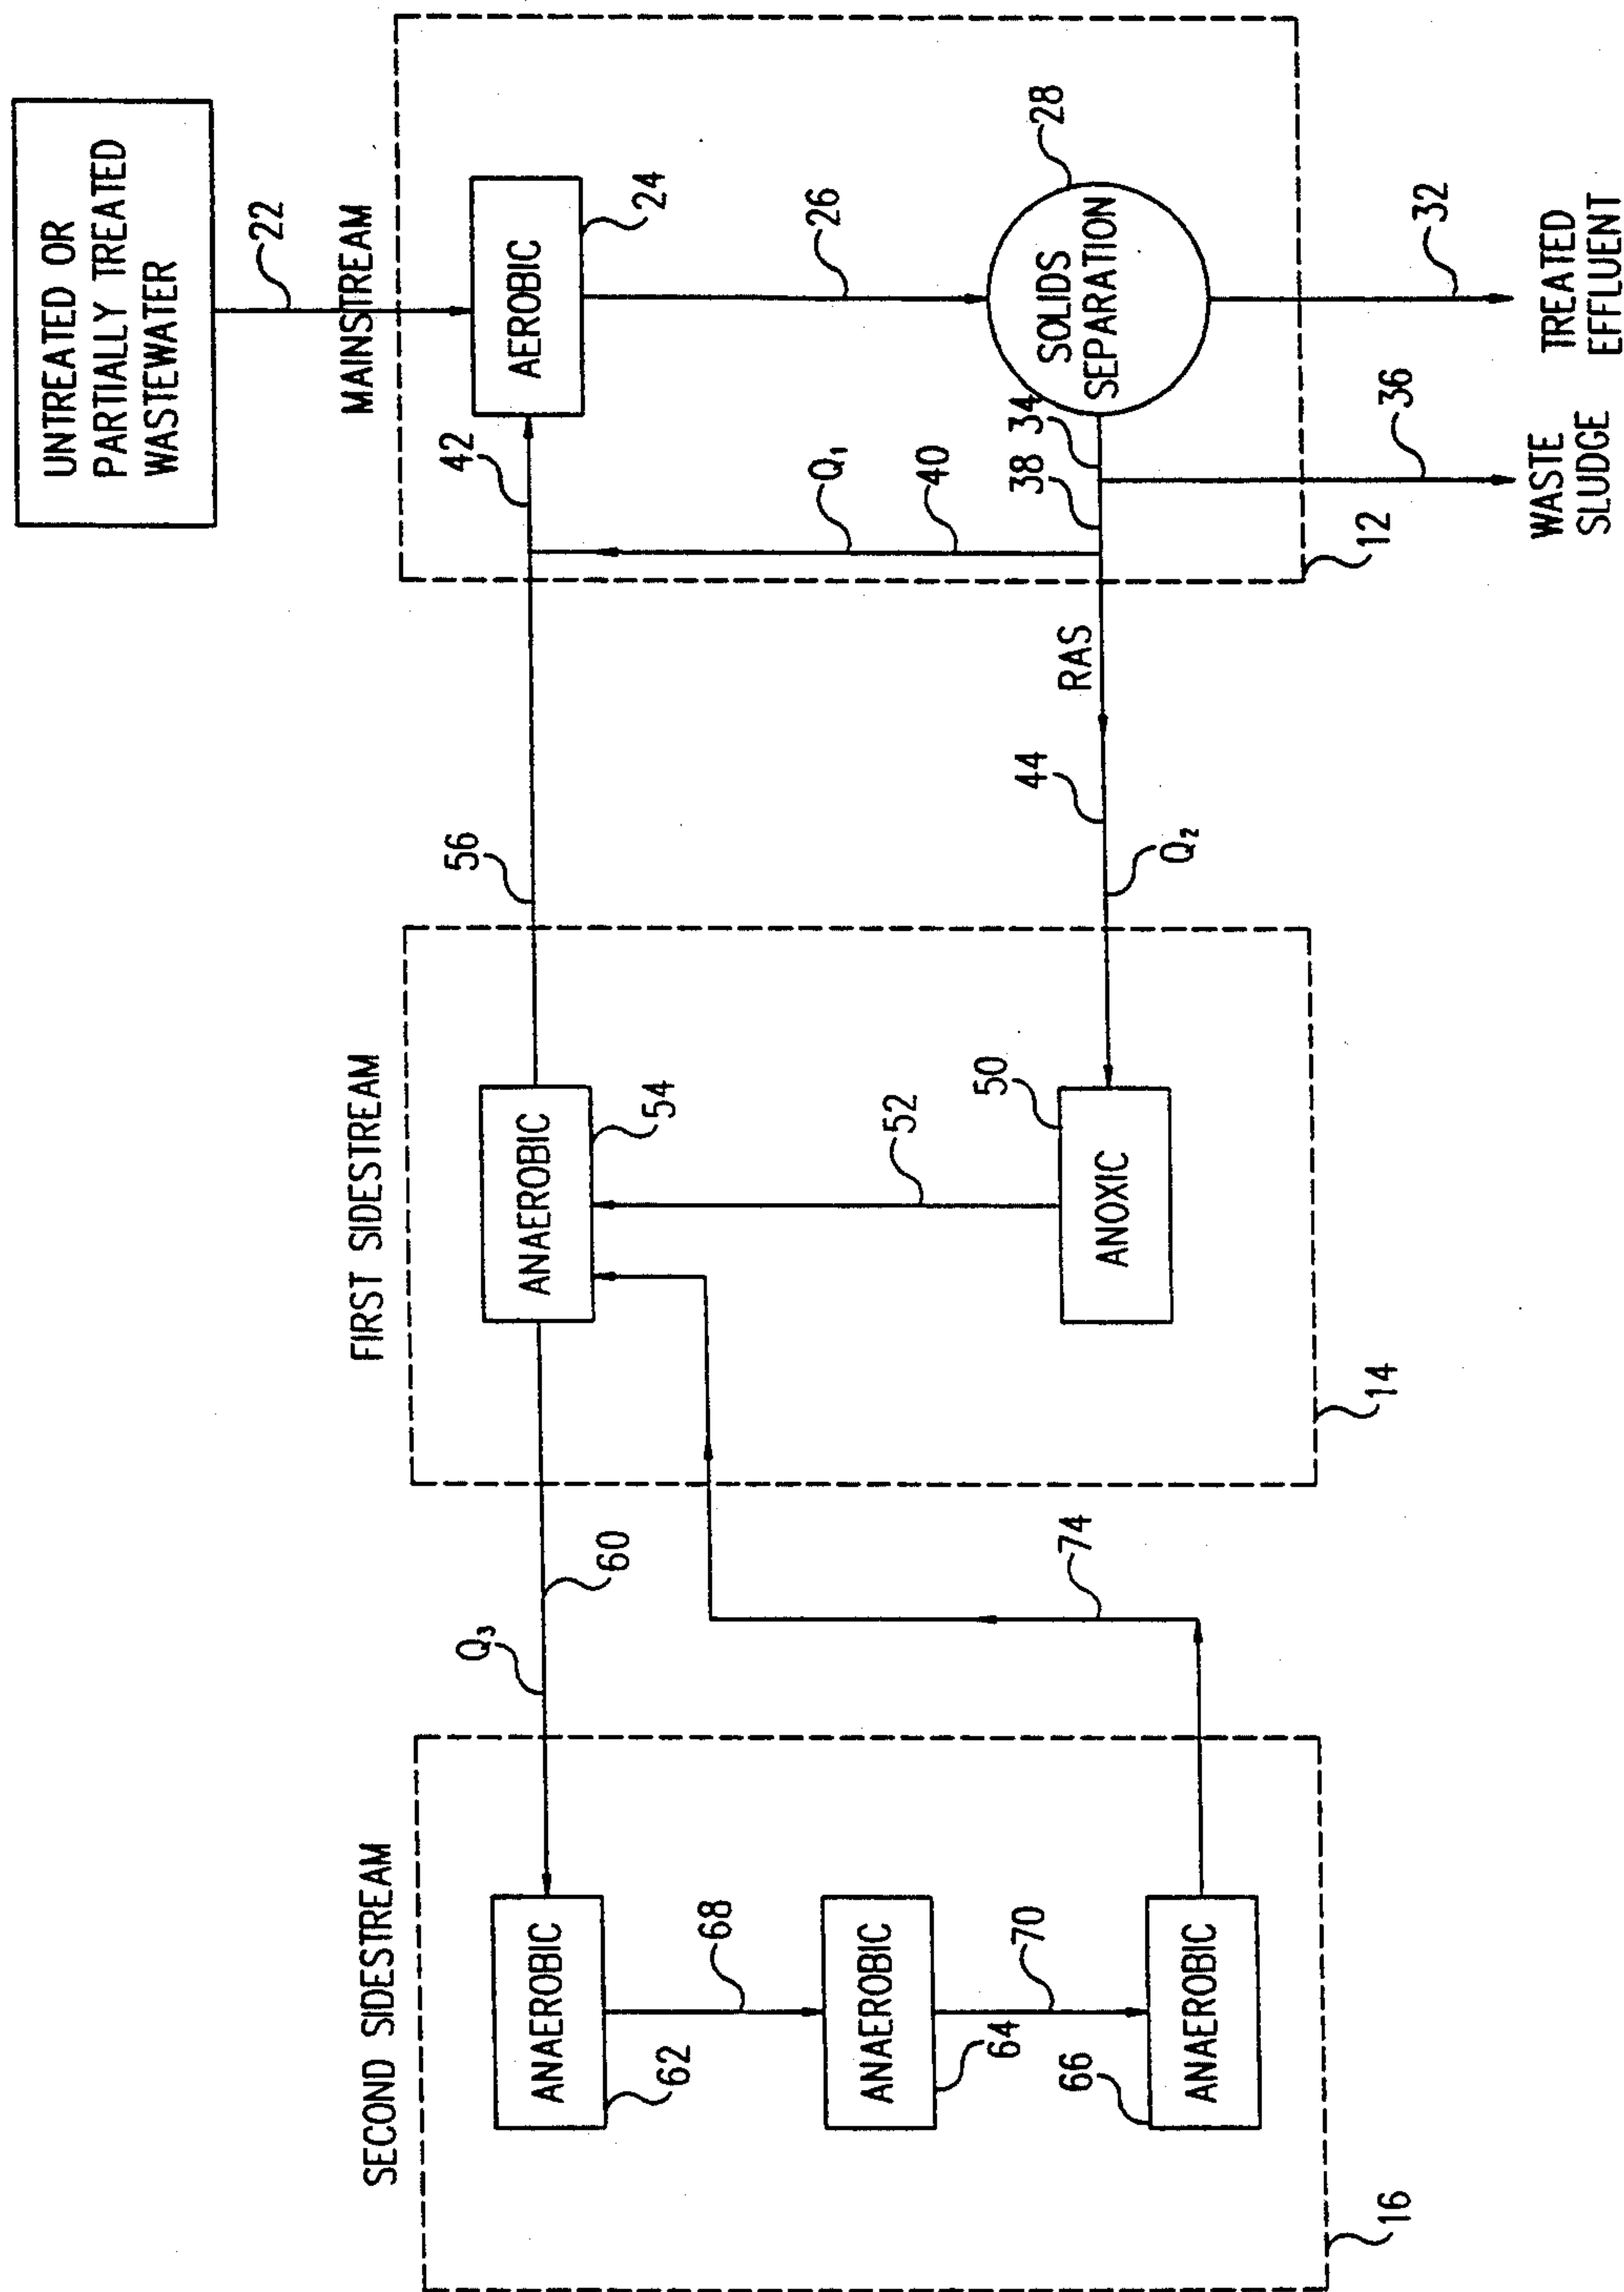 UNTREATED OR
PARTIALLY TREATED
WASTEWATER
22
MAINSTREAM
42
AEROBIC
24
26
Q₁
40
38
34
SOLIDS
SEPARATION
28
12
36
32
WASTE
SLUDGE
TREATED
EFFLUENT
56
RAS
44
Q₂
FIRST SIDESTREAM
ANAEROBIC
54
52
50
ANOXIC
14
60
Q₃
74
SECOND SIDESTREAM
ANAEROBIC
62
68
ANAEROBIC
64
70
66
ANAEROBIC
16